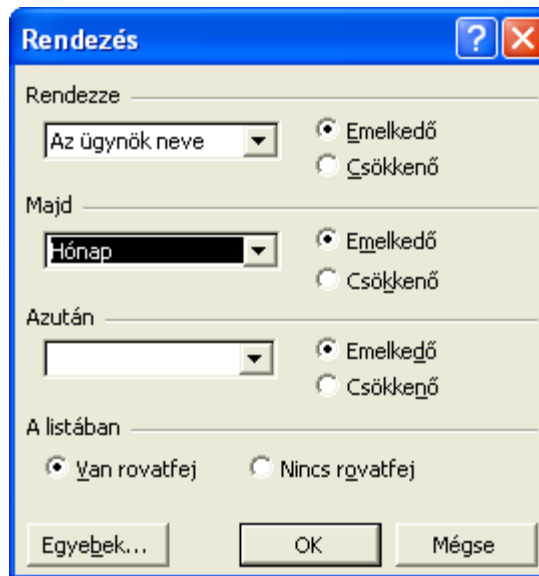 Rendezés
Rendezze
Az ügynök neve
Emelkedő
Csökkenő
Majd
Hónap
Emelkedő
Csökkenő
Azután
Emelkedő
Csökkenő
A listában
Van rovatfej
Nincs rovatfej
Egyebek...
OK
Mégse